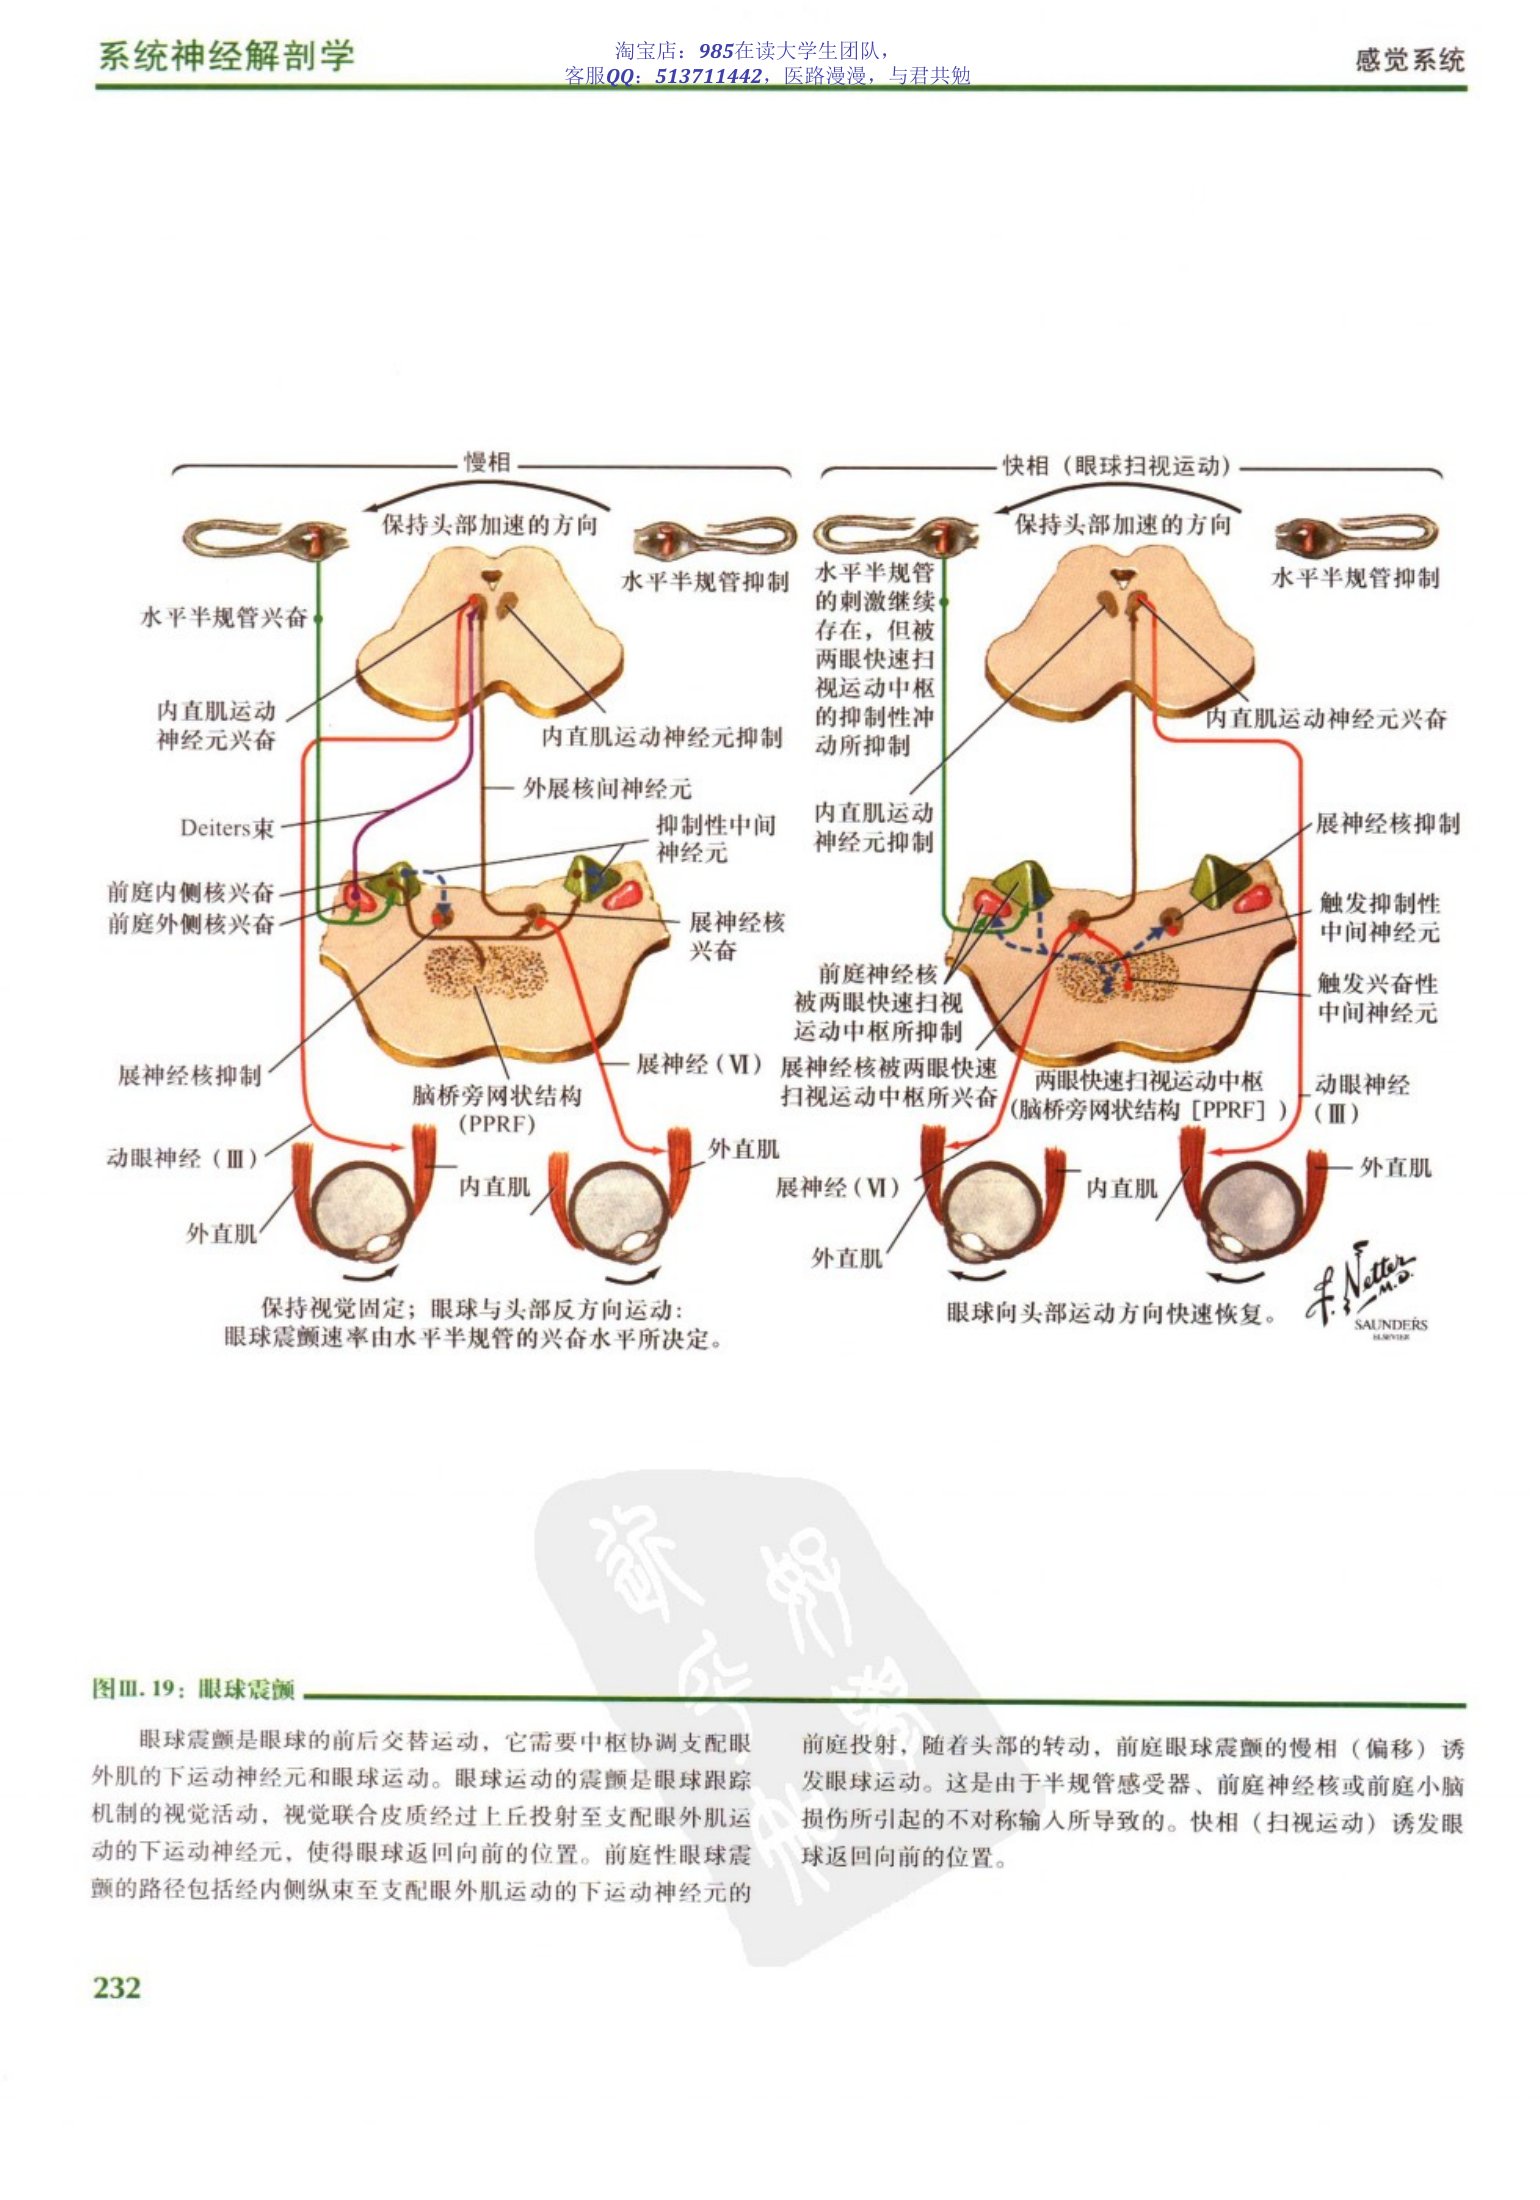 系统神经解剖学
淘宝店：985在读大学生团队，
客服QQ：513711442，医路漫漫，与君共勉
感觉系统
慢相
保持头部加速的方向
水平半规管抑制
水平半规管兴奋
内直肌运动
神经元兴奋
内直肌运动神经元抑制
外展核间神经元
Deiters束
抑制性中间
神经元
前庭内侧核兴奋
前庭外侧核兴奋
展神经核
兴奋
展神经核抑制
脑桥旁网状结构
(PPRF)
展神经（Ⅵ）
动眼神经（Ⅲ）
外直肌
内直肌
外直肌
保持视觉固定；眼球与头部反方向运动：
眼球震颤速率由水平半规管的兴奋水平所决定。
快相（眼球扫视运动）
保持头部加速的方向
水平半规管抑制
水平半规管
的刺激继续
存在，但被
两眼快速扫
视运动中枢
的抑制性冲
动所抑制
内直肌运动神经元兴奋
内直肌运动
神经元抑制
展神经核抑制
触发抑制性
中间神经元
前庭神经核
被两眼快速扫视
运动中枢所抑制
触发兴奋性
中间神经元
展神经核被两眼快速
扫视运动中枢所兴奋
两眼快速扫视运动中枢
(脑桥旁网状结构［PPRF］)
动眼神经
（Ⅲ）
展神经（Ⅵ）
内直肌
外直肌
外直肌
眼球向头部运动方向快速恢复。
F. Netter
M.D.
SAUNDERS
ELSEVIER
图Ⅲ.19：眼球震颤
眼球震颤是眼球的前后交替运动，它需要中枢协调支配眼
外肌的下运动神经元和眼球运动。眼球运动的震颤是眼球跟踪
机制的视觉活动，视觉联合皮质经过上丘投射至支配眼外肌运
动的下运动神经元，使得眼球返回向前的位置。前庭性眼球震
颤的路径包括经内侧纵束至支配眼外肌运动的下运动神经元的
前庭投射，随着头部的转动，前庭眼球震颤的慢相（偏移）诱
发眼球运动。这是由于半规管感受器、前庭神经核或前庭小脑
损伤所引起的不对称输入所导致的。快相（扫视运动）诱发眼
球返回向前的位置。
232